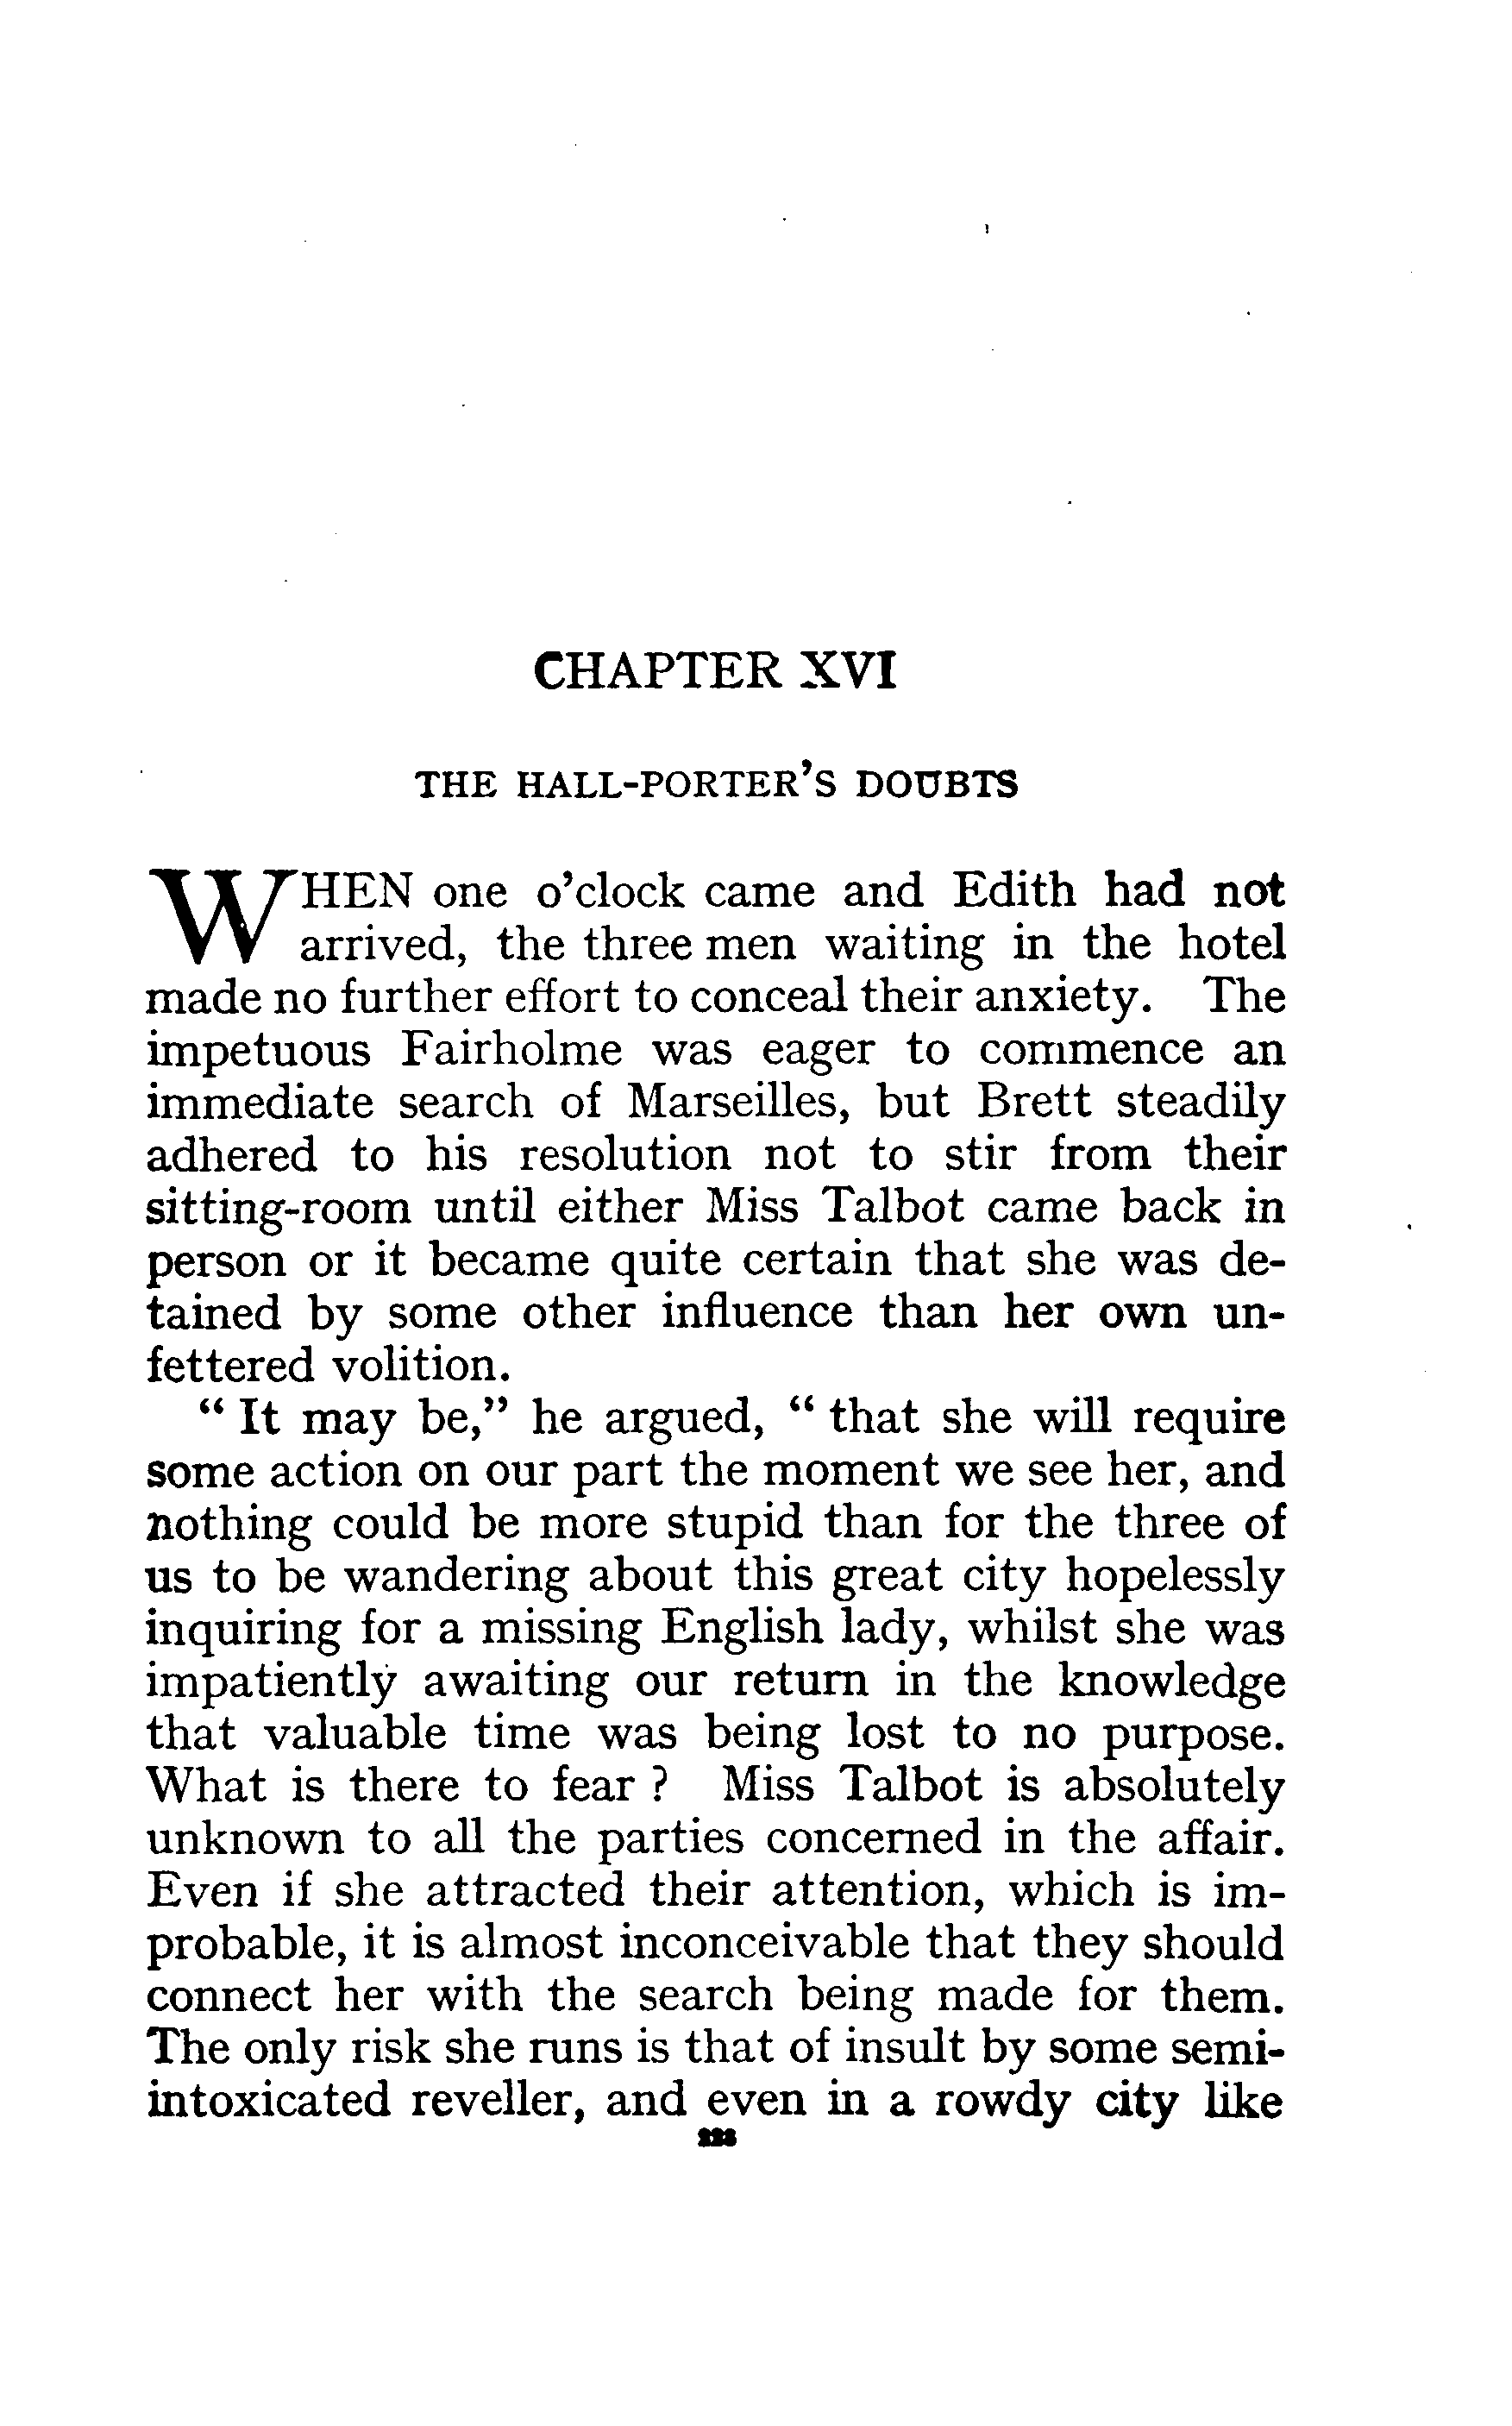 CHAPTER XVI
THE HALL-PORTER'S DOUBTS
WHEN one o'clock came and Edith had not
arrived, the three men waiting in the hotel
made no further effort to conceal their anxiety. The
impetuous Fairholme was eager to commence an
immediate search of Marseilles, but Brett steadily
adhered to his resolution not to stir from their
sitting-room until either Miss Talbot came back in
person or it became quite certain that she was de-
tained by some other influence than her own un-
fettered volition.
“ It may be,” he argued, “ that she will require
some action on our part the moment we see her, and
nothing could be more stupid than for the three of
us to be wandering about this great city hopelessly
inquiring for a missing English lady, whilst she was
impatiently awaiting our return in the knowledge
that valuable time was being lost to no purpose.
What is there to fear ? Miss Talbot is absolutely
unknown to all the parties concerned in the affair.
Even if she attracted their attention, which is im-
probable, it is almost inconceivable that they should
connect her with the search being made for them.
The only risk she runs is that of insult by some semi-
intoxicated reveller, and even in a rowdy city like